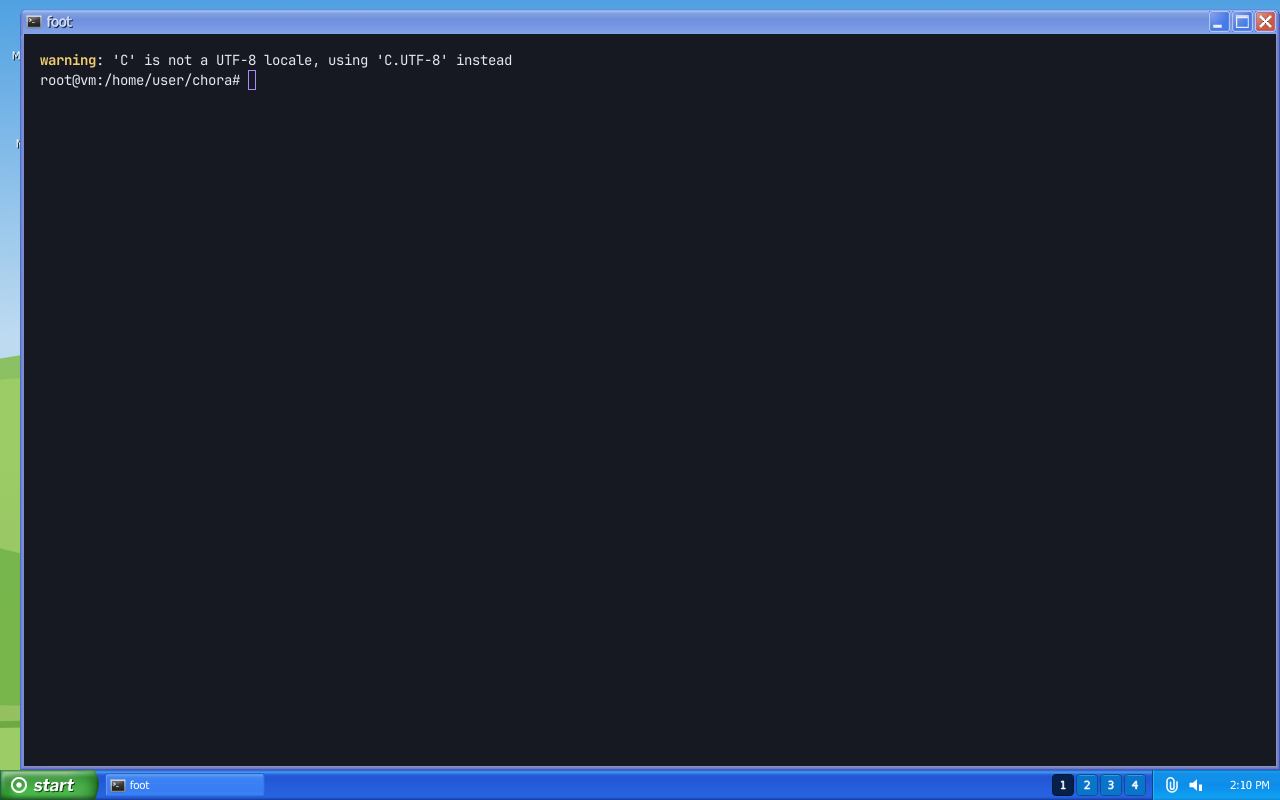 foot
warning: 'C' is not a UTF-8 locale, using 'C.UTF-8' instead
root@vm:/home/user/chora#
start
foot
1 2 3 4
2:10 PM